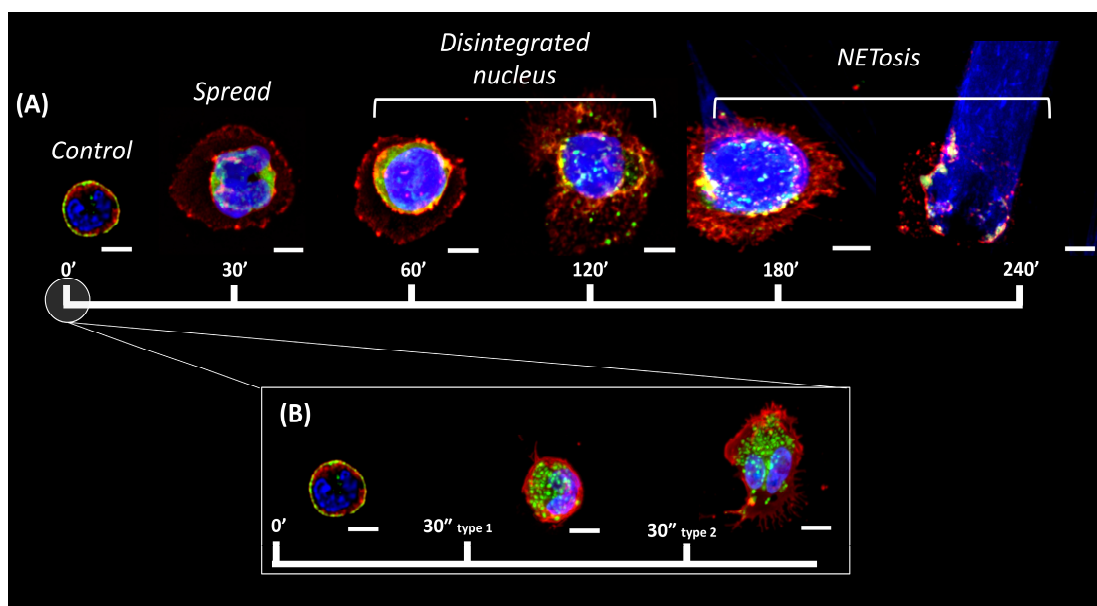 Disintegrated
nucleus
NETosis
Spread
(A)
Control
0’ 30’ 60’ 120’ 180’ 240’
(B)
0’ 30” type 1 30” type 2